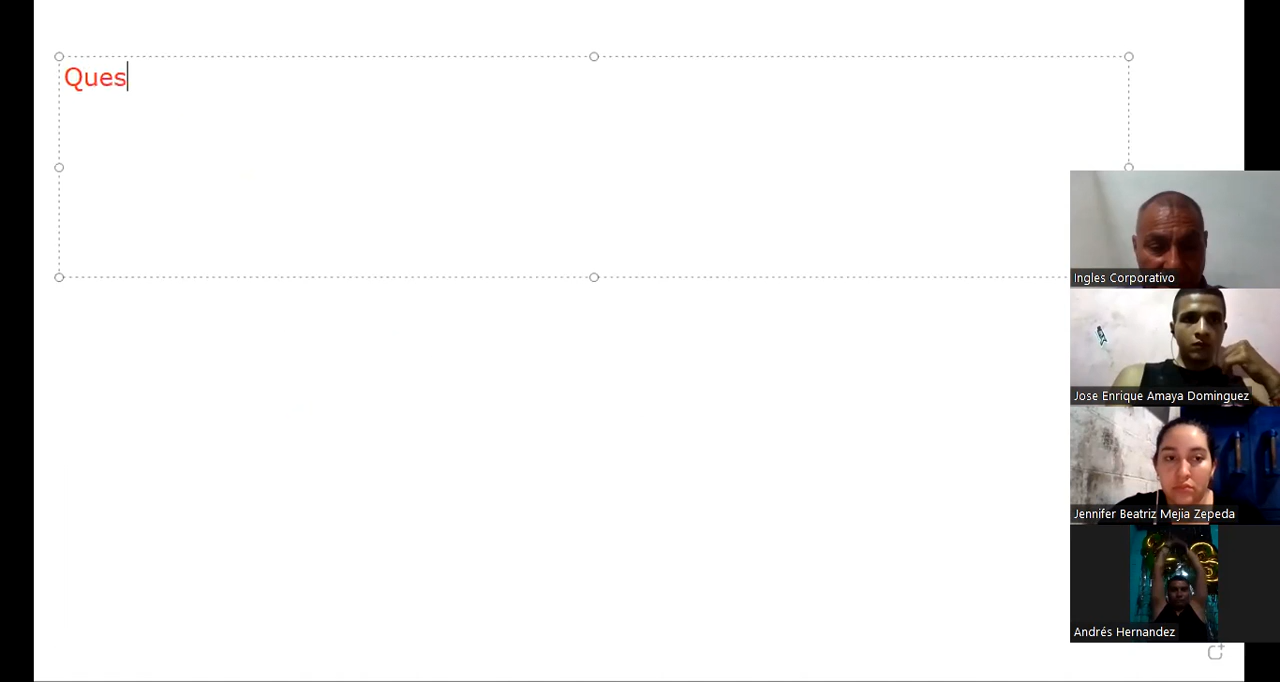 Ques
Ingles Corporativo
Jose Enrique Amaya Dominguez
Jennifer Beatriz Mejia Zepeda
Andrés Hernandez